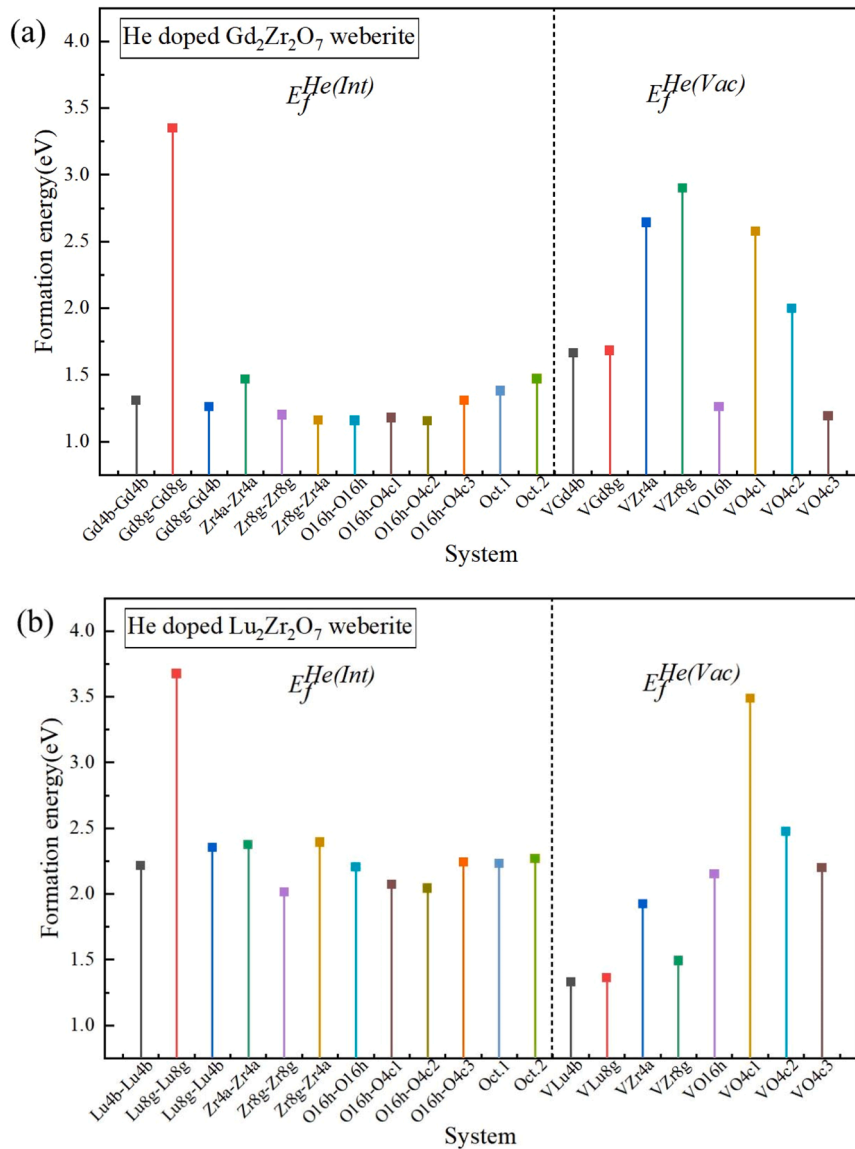 (a)
He doped Gd₂Zr₂O₇ weberite
E_f^{He(Int)}
E_f^{He(Vac)}
Formation energy(eV)
4.0
3.5
3.0
2.5
2.0
1.5
1.0
Gd4b-Gd4b
Gd8g-Gd8g
Gd8g-Gd4b
Zr4a-Zr4a
Zr8g-Zr8g
Zr8g-Zr4a
O16h-O16h
O16h-O4c1
O16h-O4c2
O16h-O4c3
Oct.1
Oct.2
VGd4b
VGd8g
VZr4a
VZr8g
VO16h
VO4c1
VO4c2
VO4c3
System
(b)
He doped Lu₂Zr₂O₇ weberite
E_f^{He(Int)}
E_f^{He(Vac)}
Formation energy(eV)
4.0
3.5
3.0
2.5
2.0
1.5
1.0
Lu4b-Lu4b
Lu8g-Lu8g
Lu8g-Lu4b
Zr4a-Zr4a
Zr8g-Zr8g
Zr8g-Zr4a
O16h-O16h
O16h-O4c1
O16h-O4c2
O16h-O4c3
Oct.1
Oct.2
VLu4b
VLu8g
VZr4a
VZr8g
VO16h
VO4c1
VO4c2
VO4c3
System